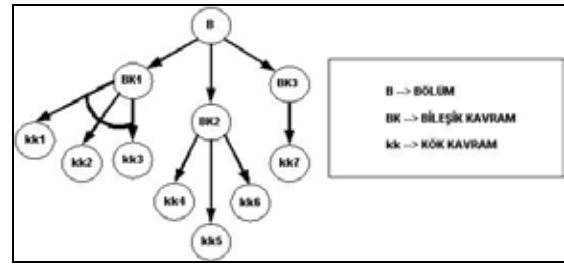 B
BK1
BK3
BK2
kk1
kk2
kk3
kk7
kk4
kk6
kk5
B --> BÖLÜM
BK --> BİLEŞİK KAVRAM
kk --> KÖK KAVRAM